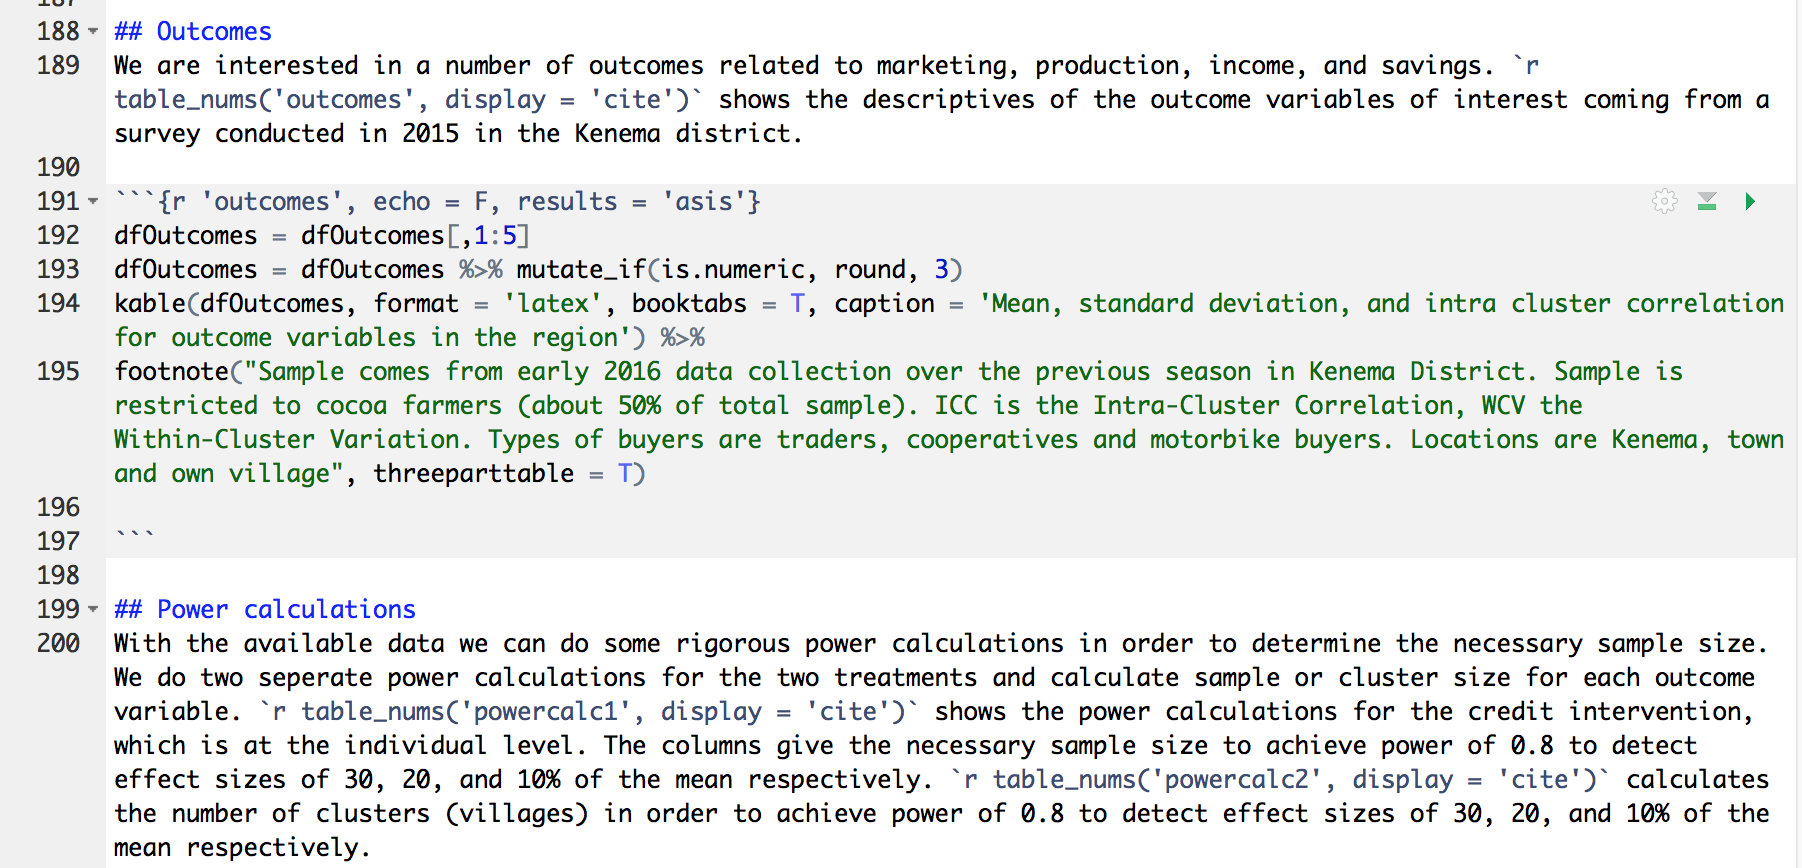 187
188 ## Outcomes
189 We are interested in a number of outcomes related to marketing, production, income, and savings. `r
table_nums('outcomes', display = 'cite')` shows the descriptives of the outcome variables of interest coming from a
survey conducted in 2015 in the Kenema district.
190
191 ```{r 'outcomes', echo = F, results = 'asis'}
192 dfOutcomes = dfOutcomes[,1:5]
193 dfOutcomes = dfOutcomes %>% mutate_if(is.numeric, round, 3)
194 kable(dfOutcomes, format = 'latex', booktabs = T, caption = 'Mean, standard deviation, and intra cluster correlation
for outcome variables in the region') %>%
195 footnote("Sample comes from early 2016 data collection over the previous season in Kenema District. Sample is
restricted to cocoa farmers (about 50% of total sample). ICC is the Intra-Cluster Correlation, WCV the
Within-Cluster Variation. Types of buyers are traders, cooperatives and motorbike buyers. Locations are Kenema, town
and own village", threeparttable = T)
196
197 ```
198
199 ## Power calculations
200 With the available data we can do some rigorous power calculations in order to determine the necessary sample size.
We do two seperate power calculations for the two treatments and calculate sample or cluster size for each outcome
variable. `r table_nums('powercalc1', display = 'cite')` shows the power calculations for the credit intervention,
which is at the individual level. The columns give the necessary sample size to achieve power of 0.8 to detect
effect sizes of 30, 20, and 10% of the mean respectively. `r table_nums('powercalc2', display = 'cite')` calculates
the number of clusters (villages) in order to achieve power of 0.8 to detect effect sizes of 30, 20, and 10% of the
mean respectively.